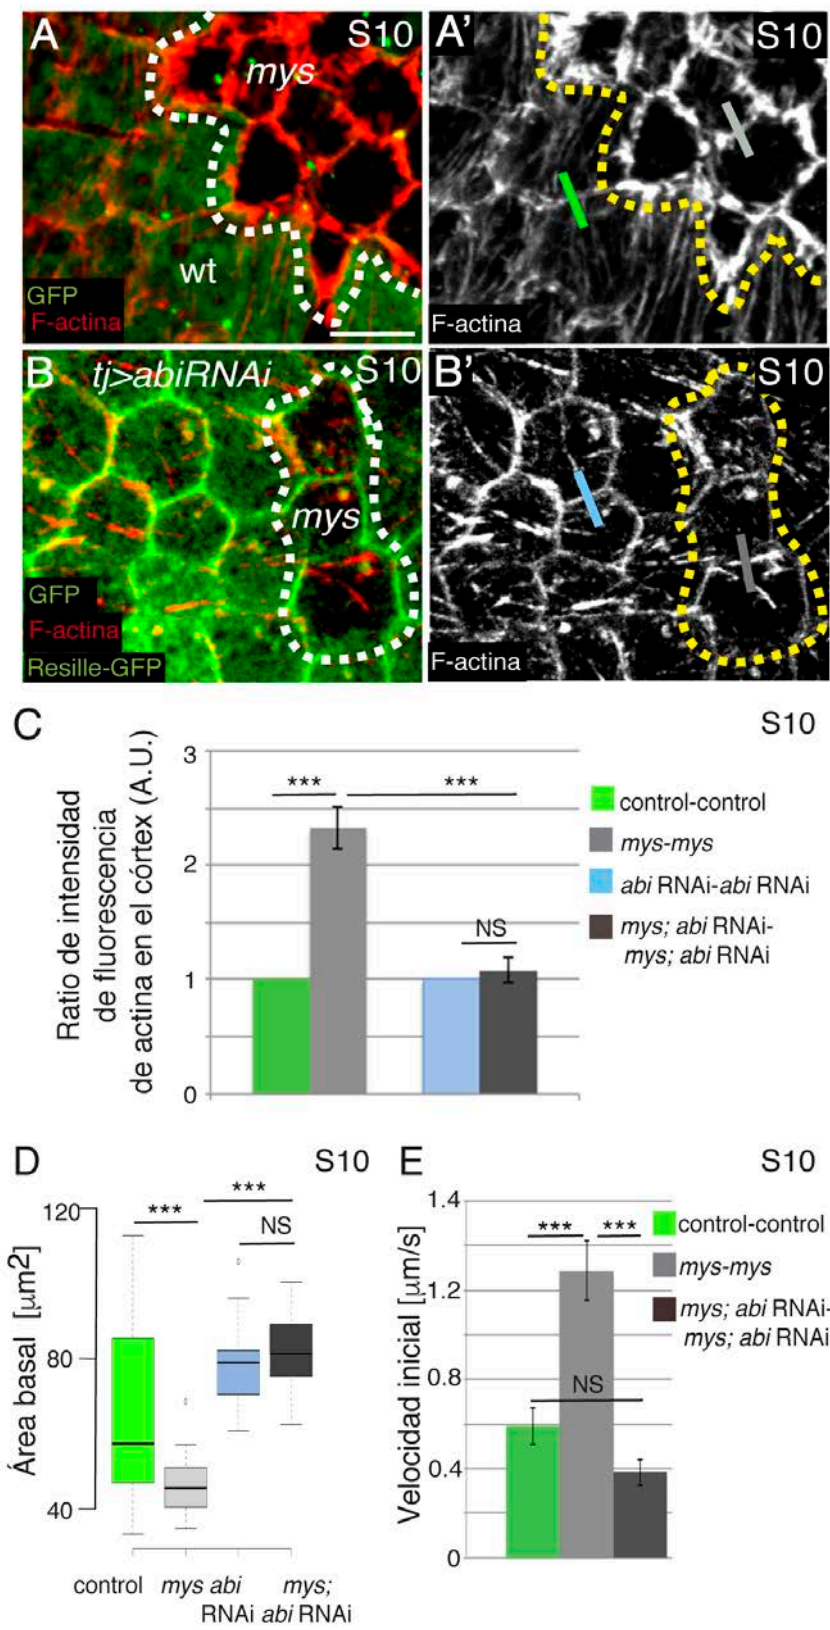 A
S10
mys
wt
GFP
F-actina
A'
S10
F-actina
B
tj>abiRNAi
S10
mys
GFP
F-actina
Resille-GFP
B'
S10
F-actina
C
S10
Ratio de intensidad
de fluorescencia
de actina en el córtex (A.U.)
3
2
1
0
***
***
NS
control-control
mys-mys
abi RNAi-abi RNAi
mys; abi RNAi-
mys; abi RNAi
D
S10
Área basal [µm2]
120
80
40
***
***
NS
control
mys
abi
RNAi
mys;
abi RNAi
E
S10
Velocidad inicial [µm/s]
1.4
1.2
0.8
0.4
0
***
***
NS
control-control
mys-mys
mys; abi RNAi-
mys; abi RNAi